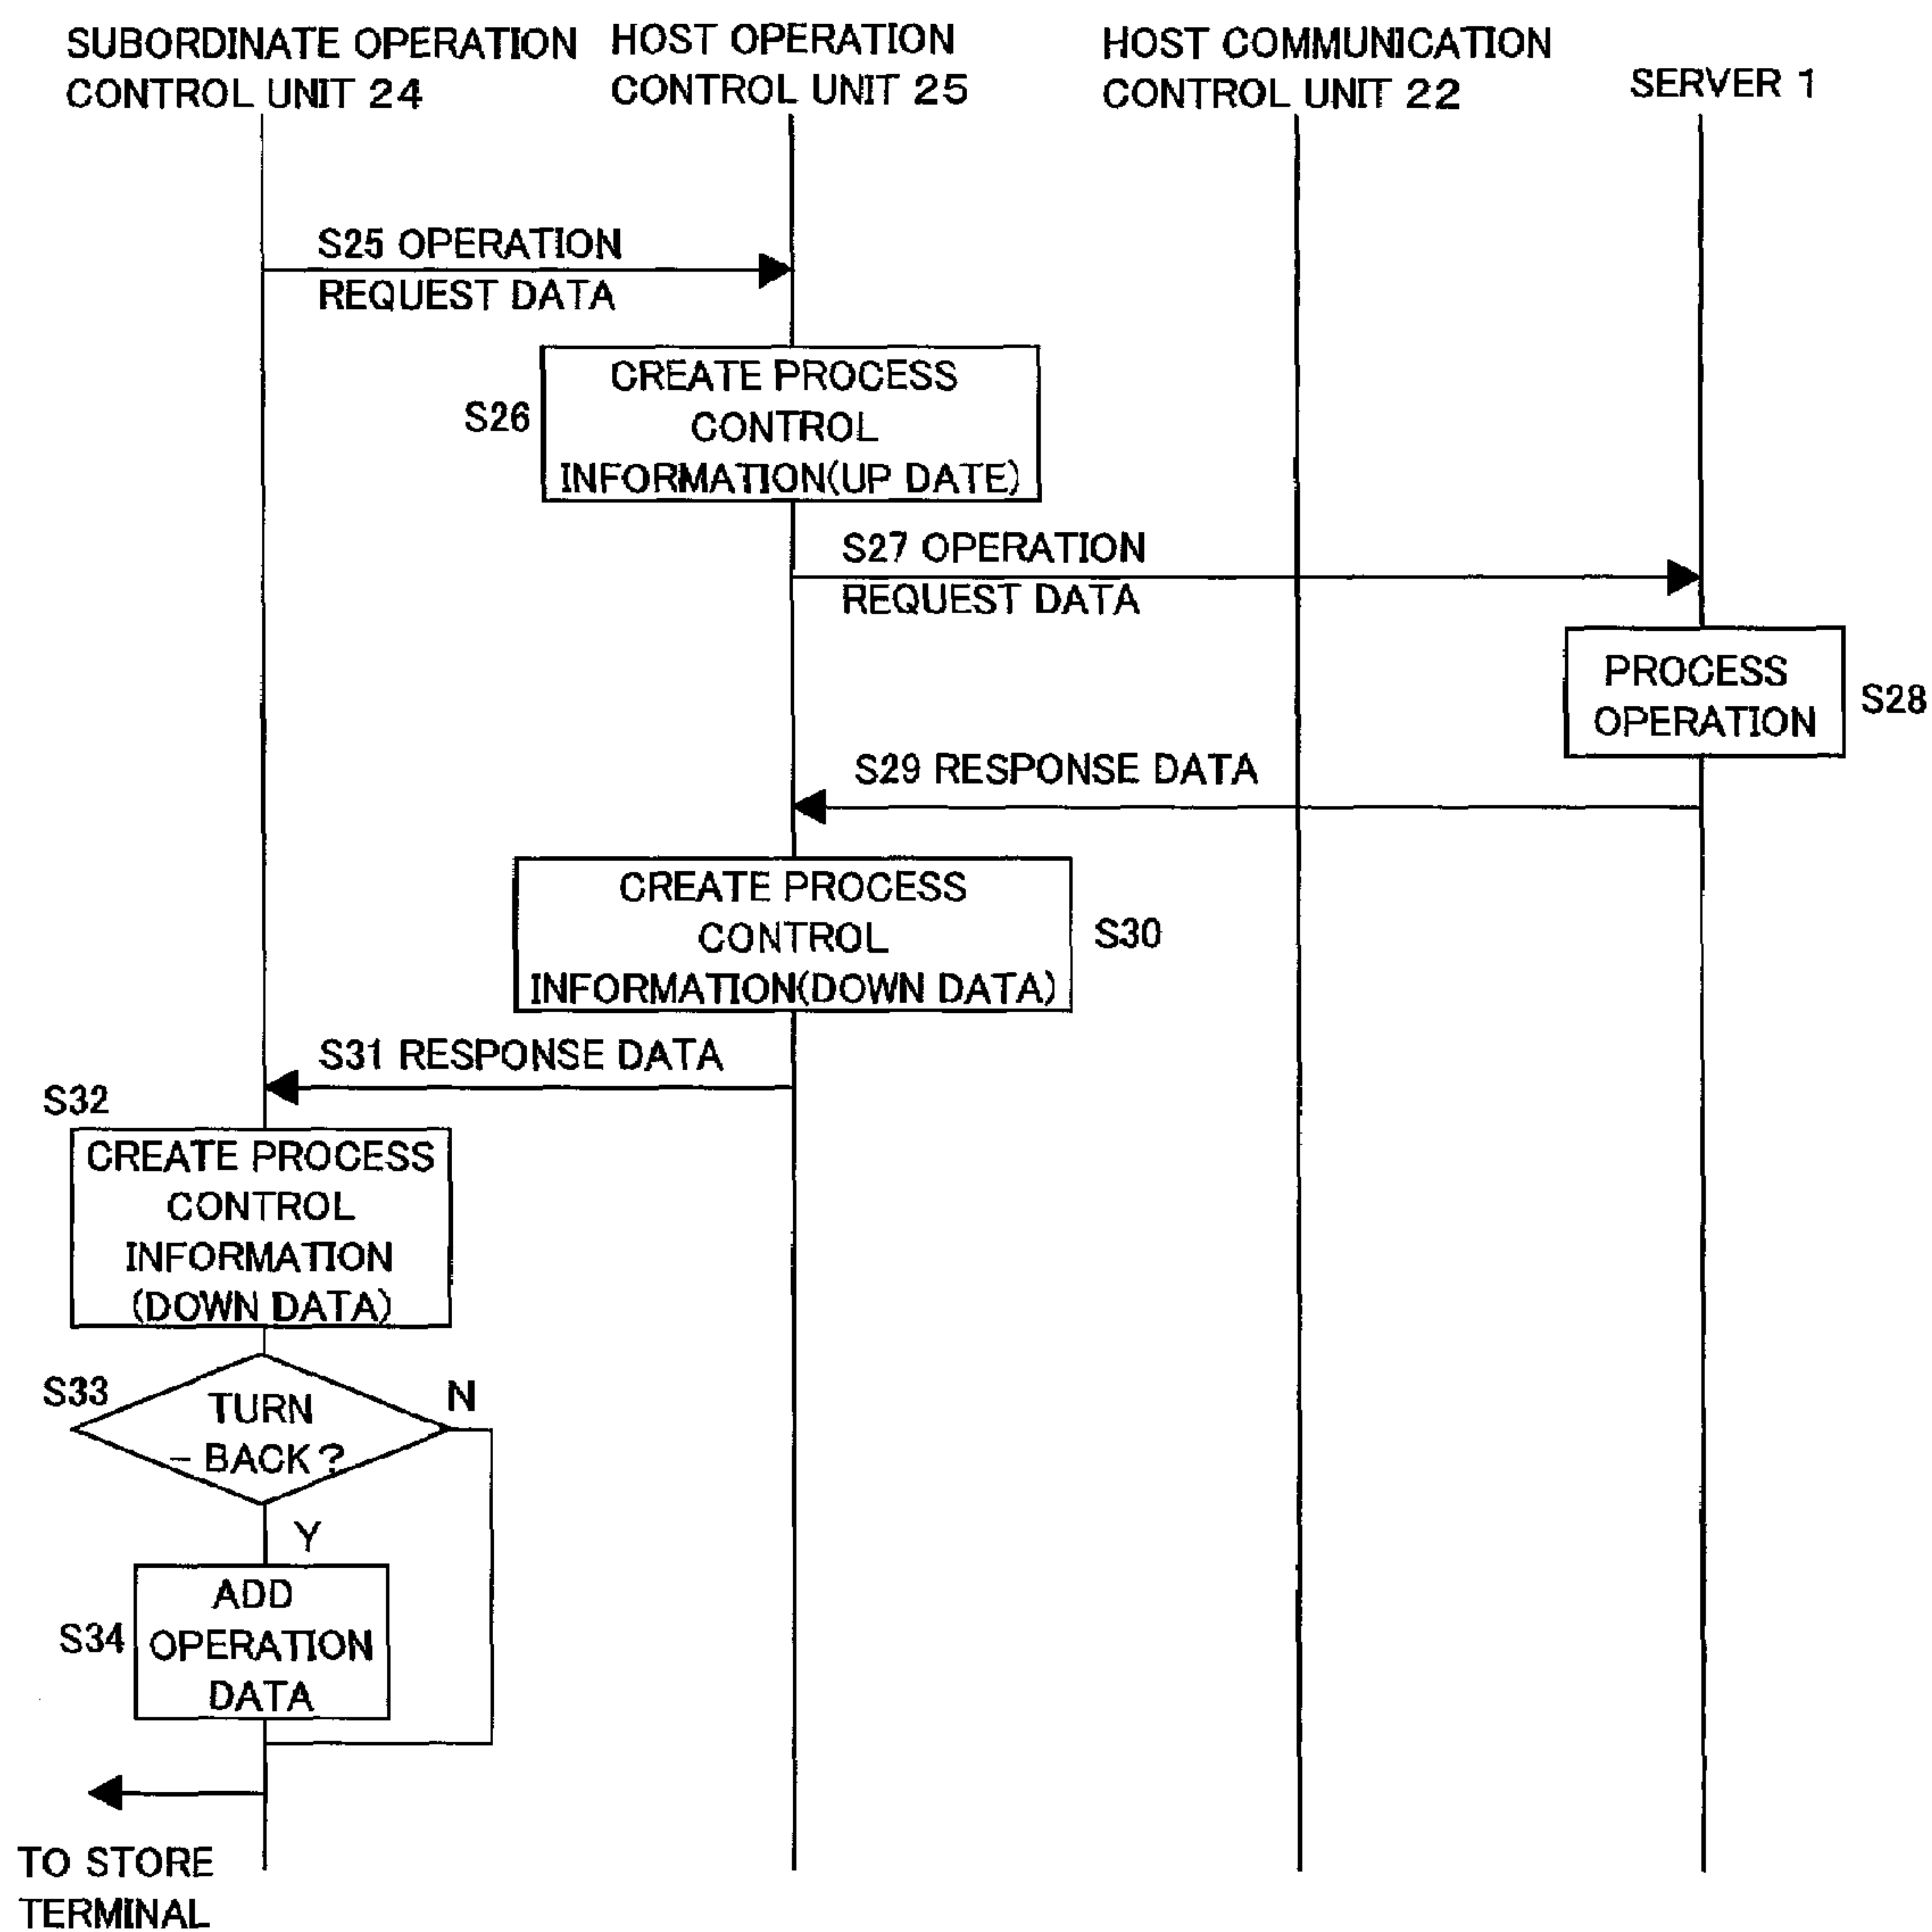 SUBORDINATE OPERATION
CONTROL UNIT 24
HOST OPERATION
CONTROL UNIT 25
HOST COMMUNICATION
CONTROL UNIT 22
SERVER 1
S25 OPERATION
REQUEST DATA
S26
CREATE PROCESS
CONTROL
INFORMATION(UP DATE)
S27 OPERATION
REQUEST DATA
PROCESS
OPERATION
S28
S29 RESPONSE DATA
CREATE PROCESS
CONTROL
INFORMATION(DOWN DATA)
S30
S31 RESPONSE DATA
S32
CREATE PROCESS
CONTROL
INFORMATION
(DOWN DATA)
S33
TURN
- BACK?
N
Y
S34
ADD
OPERATION
DATA
TO STORE
TERMINAL